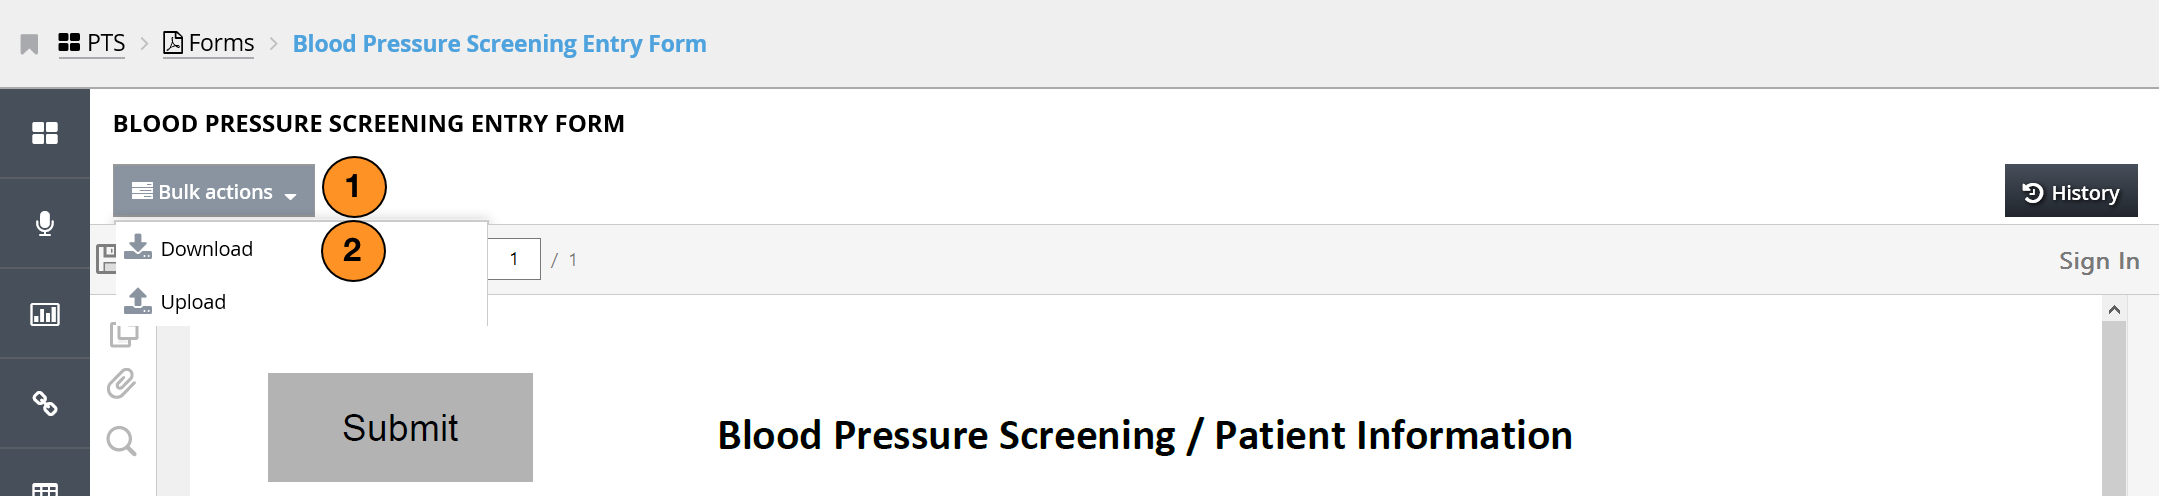 PTS > Forms > Blood Pressure Screening Entry Form
BLOOD PRESSURE SCREENING ENTRY FORM
Bulk actions 1
History
Download 2
1 / 1
Sign In
Upload
Submit
Blood Pressure Screening / Patient Information